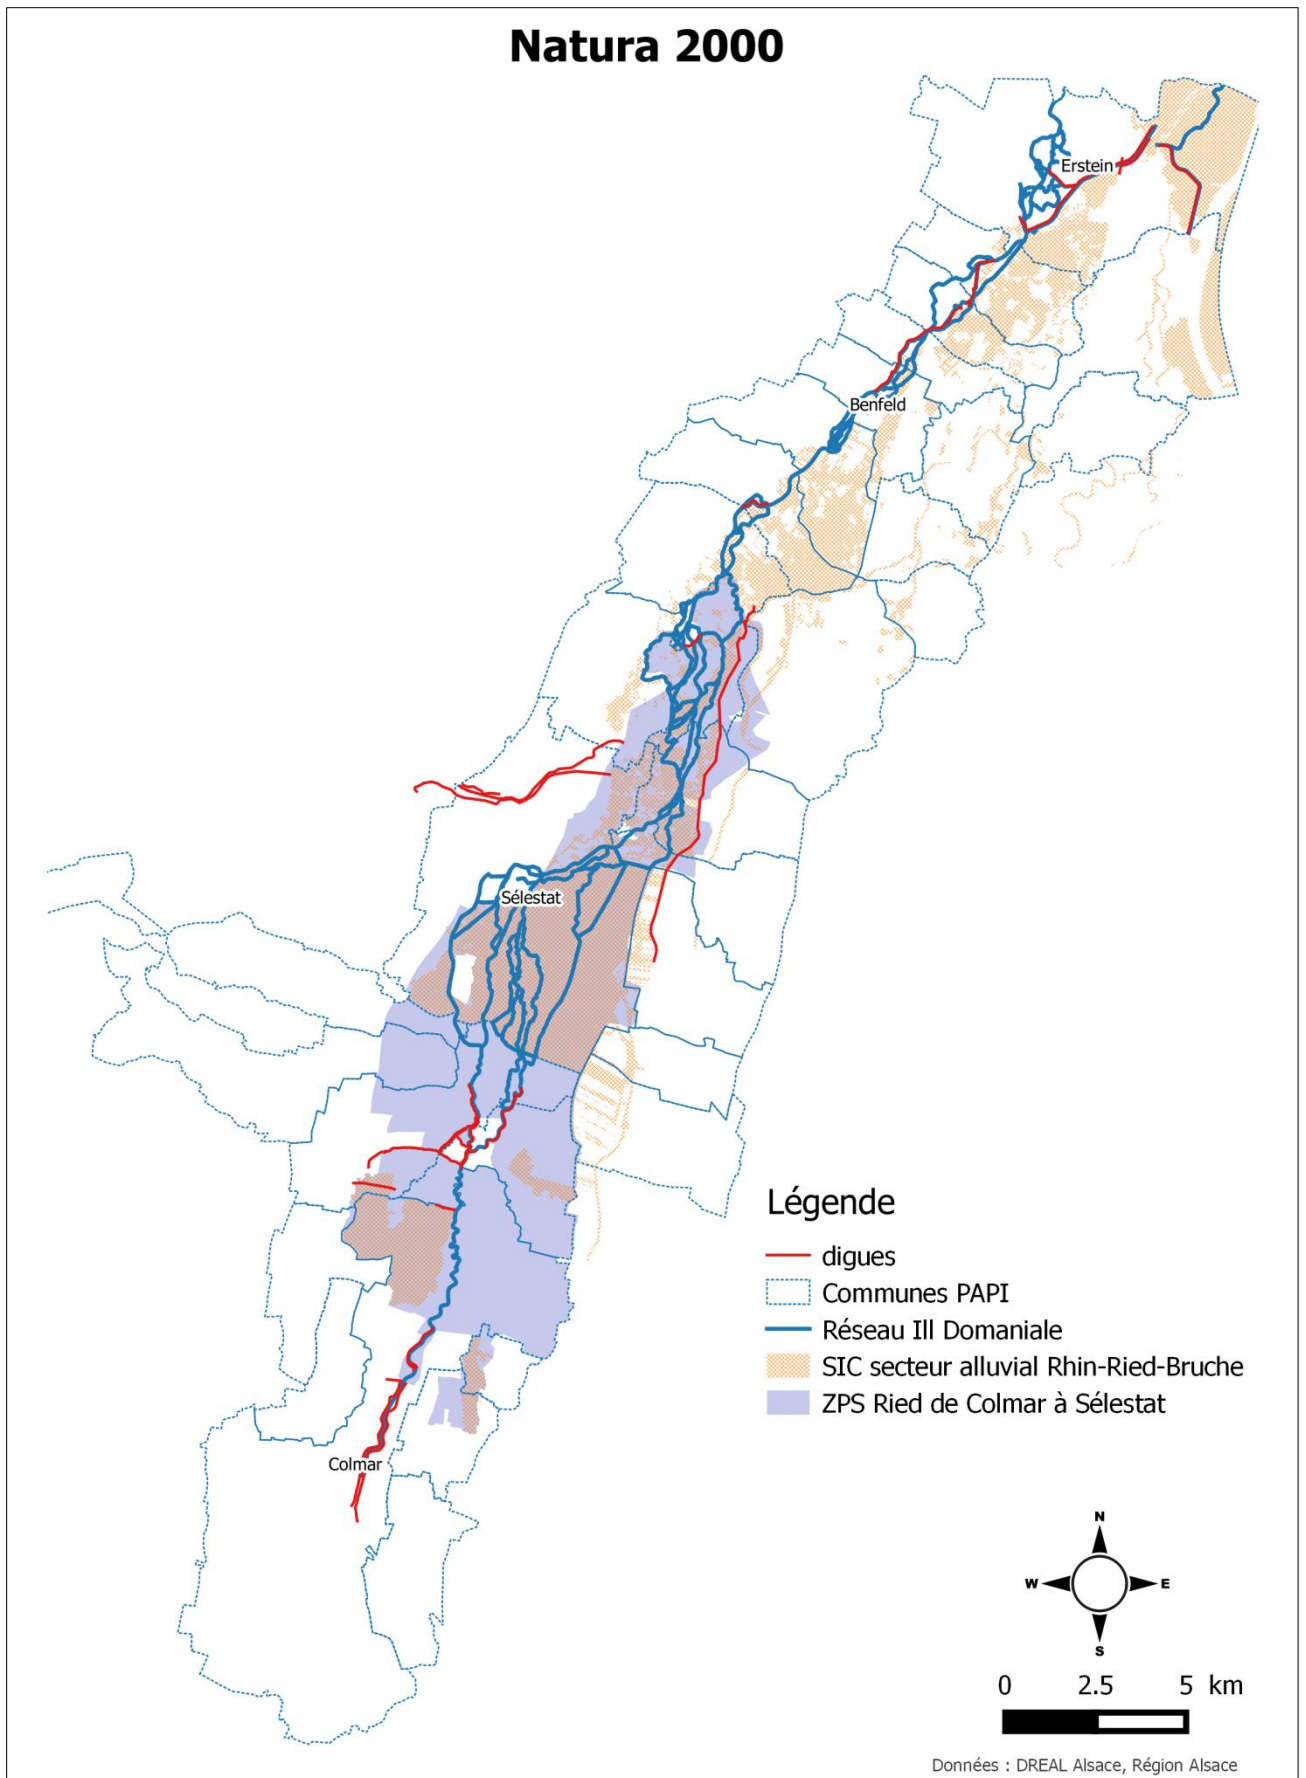 Natura 2000
Erstein
Benfeld
Sélestat
Colmar
Légende
digues
Communes PAPI
Réseau Ill Domaniale
SIC secteur alluvial Rhin-Ried-Bruche
ZPS Ried de Colmar à Sélestat
N
W E
S
0 2.5 5 km
Données : DREAL Alsace, Région Alsace